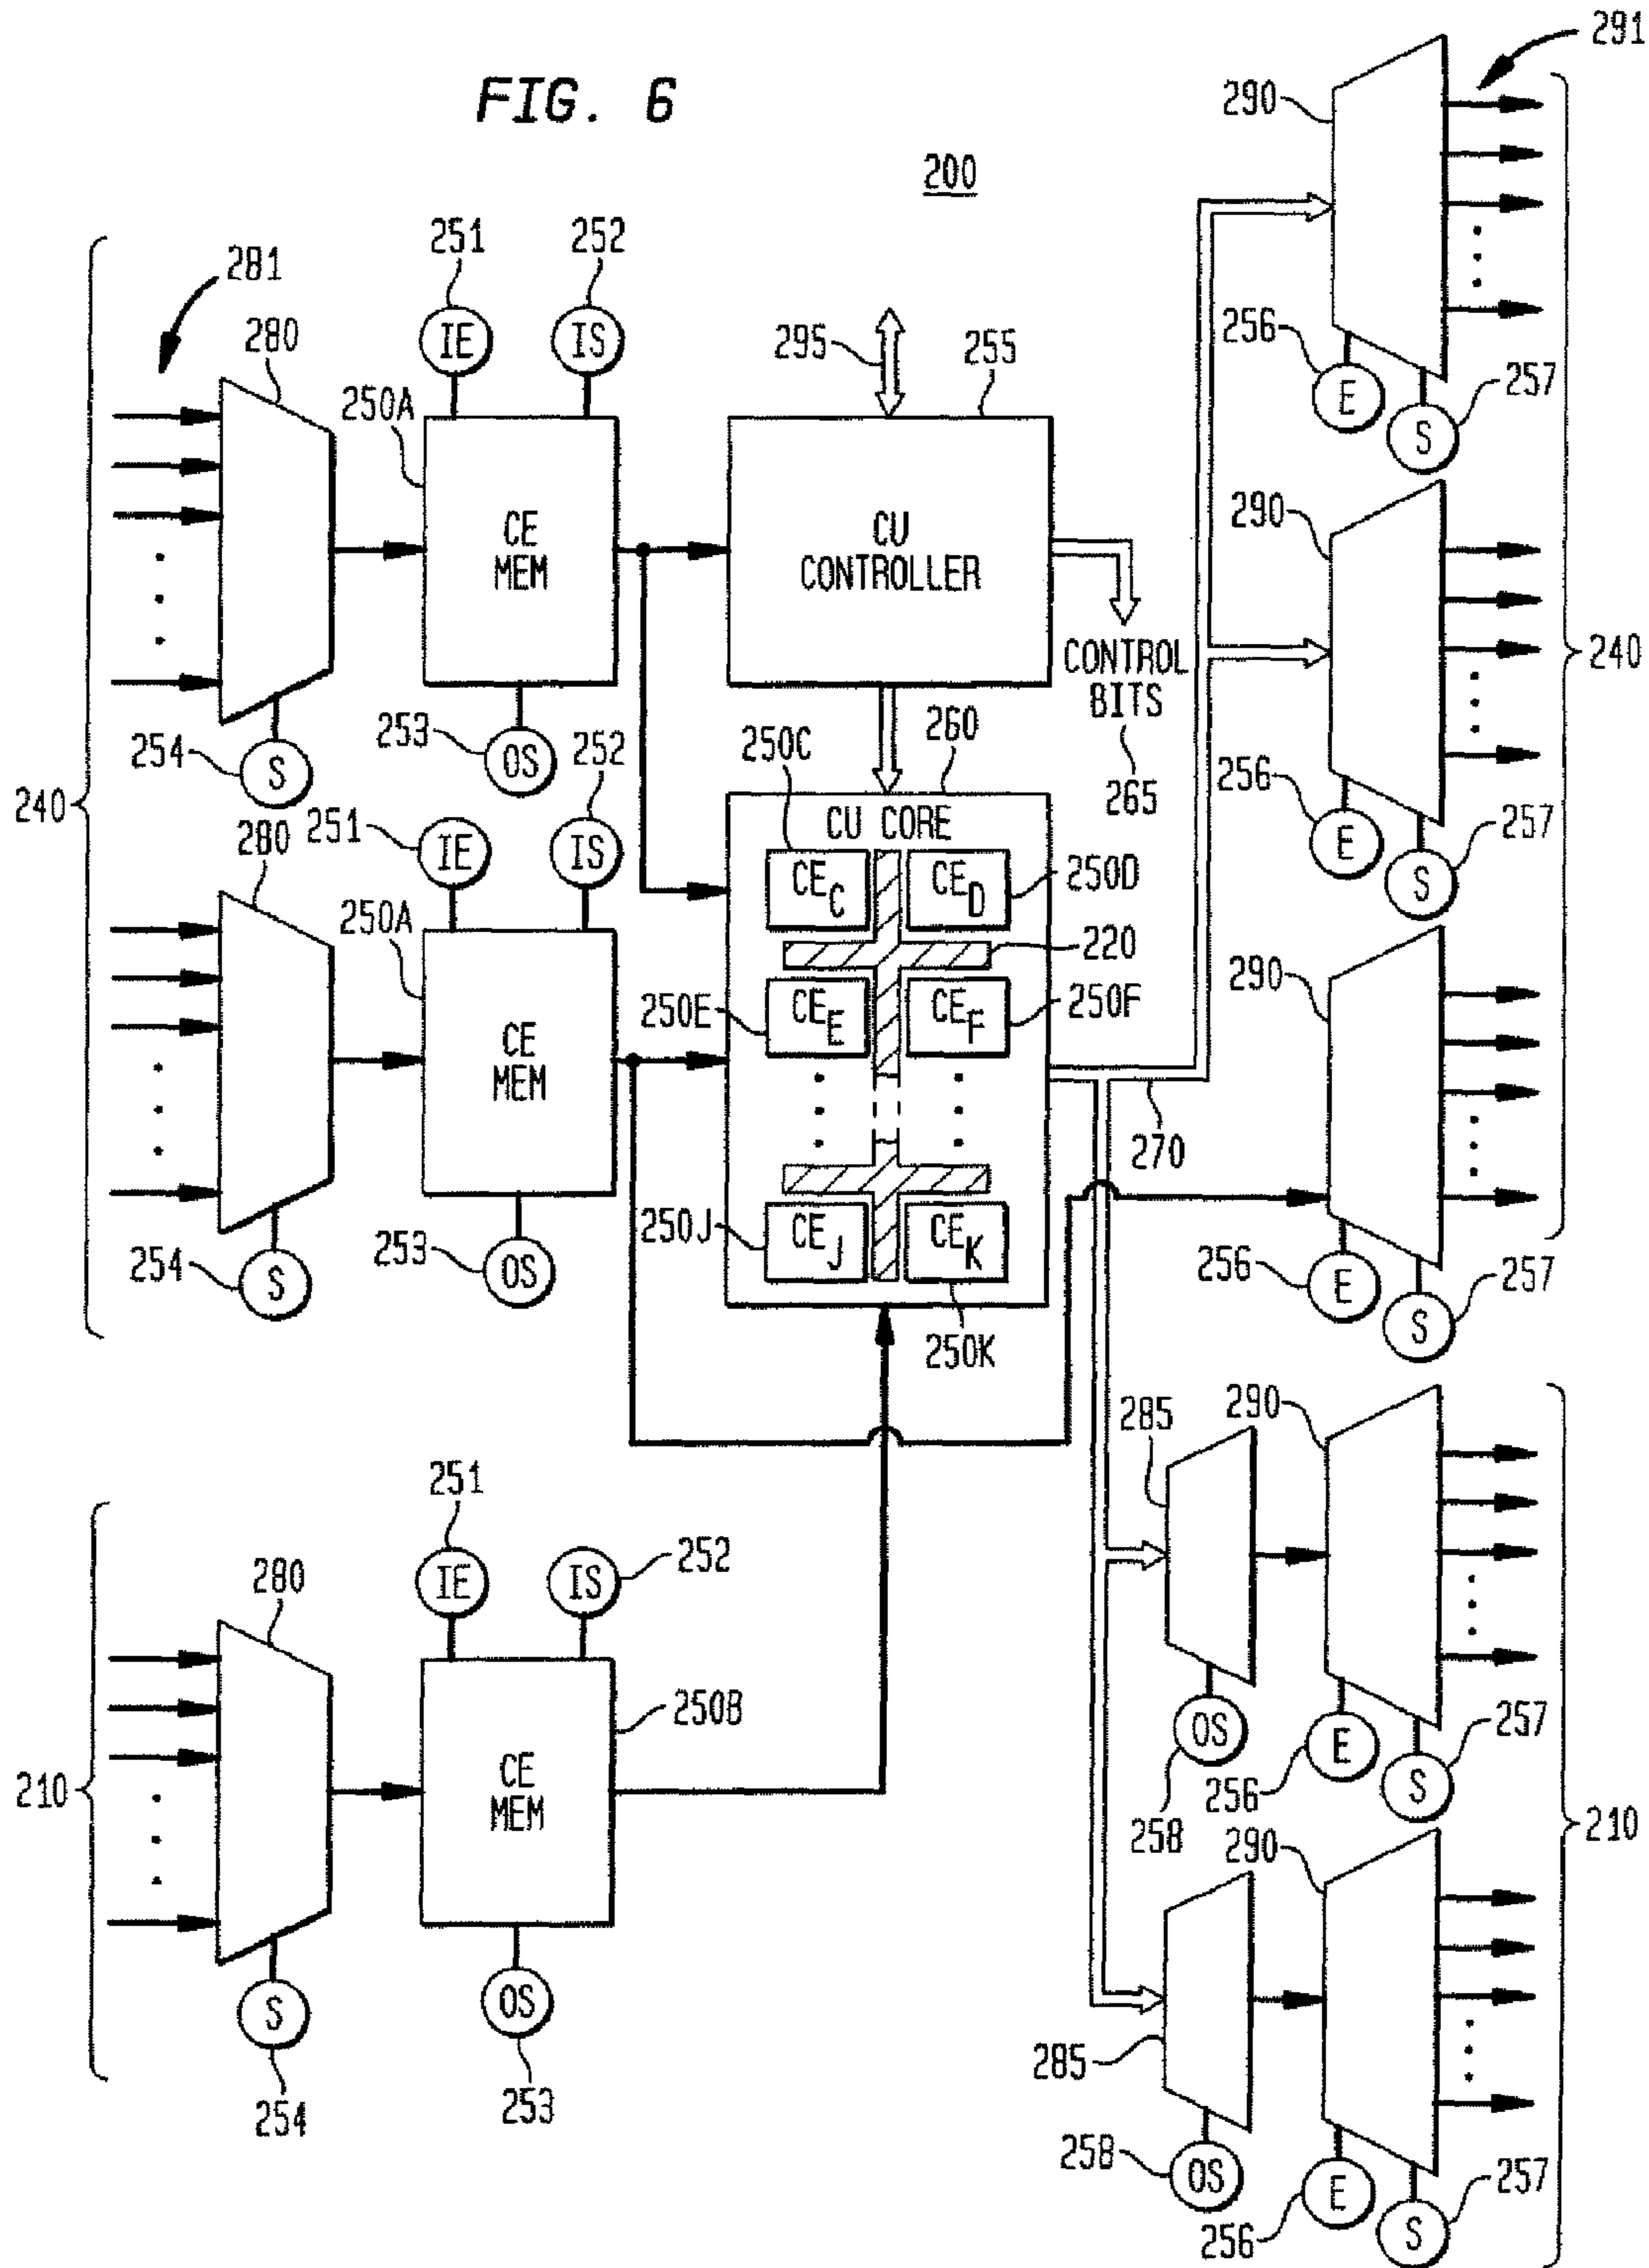 FIG. 6
200
291
290
240
281
280
251
252
IE
IS
250A
CE
MEM
253
OS
254
S
295
255
CU
CONTROLLER
CONTROL
BITS
265
256
E
257
S
240
290
256
E
257
S
280
251
252
IE
IS
250A
CE
MEM
253
OS
254
S
250C
260
CU CORE
CE C
CE D
250D
220
250E
CE E
CE F
250F
250J
CE J
CE K
250K
270
290
256
E
257
S
210
280
251
252
IE
IS
250B
CE
MEM
253
OS
254
S
285
290
258
OS
256
E
257
S
210
285
290
258
OS
256
E
257
S